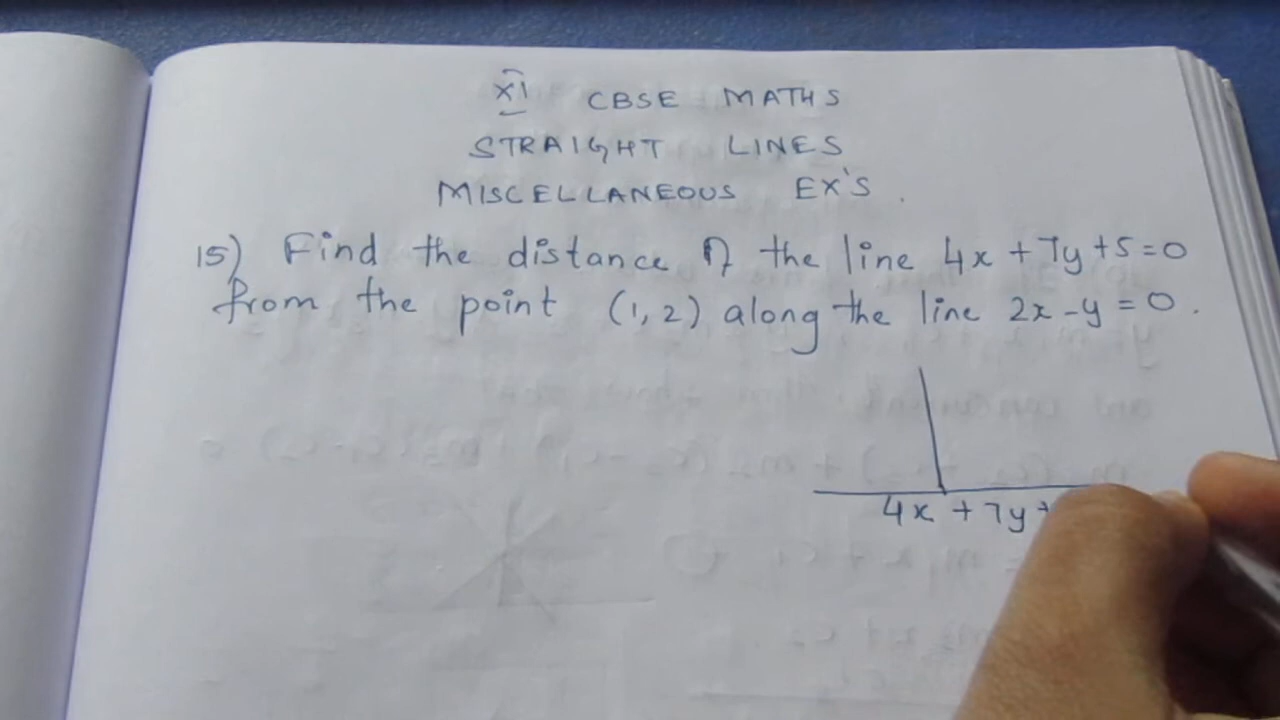 XI CBSE MATHS
STRAIGHT LINES
MISCELLANEOUS EX'S.
15) Find the distance of the line 4x + 7y + 5 = 0
from the point (1, 2) along the line 2x - y = 0.
4x + 7y +